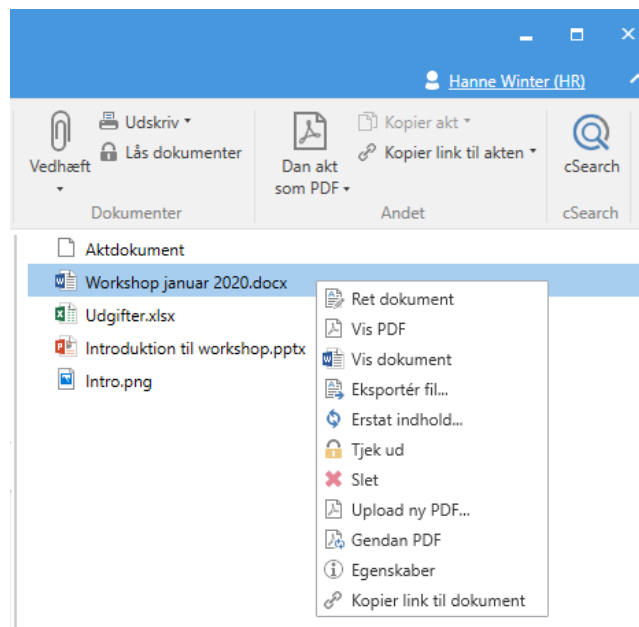 Hanne Winter (HR)
Vedhæft
Udskriv
Lås dokumenter
Dokumenter
Dan akt
som PDF
Kopier akt
Kopier link til akten
Andet
cSearch
cSearch
Aktdokument
Workshop januar 2020.docx
Udgifter.xlsx
Introduktion til workshop.pptx
Intro.png
Ret dokument
Vis PDF
Vis dokument
Eksportér fil...
Erstat indhold...
Tjek ud
Slet
Upload ny PDF...
Gendan PDF
Egenskaber
Kopier link til dokument